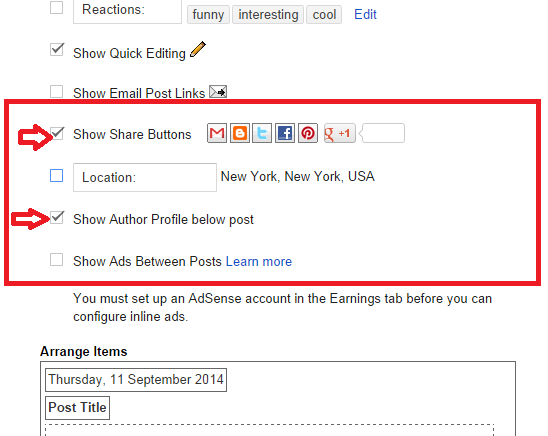 Reactions: funny interesting cool Edit
Show Quick Editing
Show Email Post Links
Show Share Buttons g +1
Location: New York, New York, USA
Show Author Profile below post
Show Ads Between Posts Learn more
You must set up an AdSense account in the Earnings tab before you can
configure inline ads.
Arrange Items
Thursday, 11 September 2014
Post Title